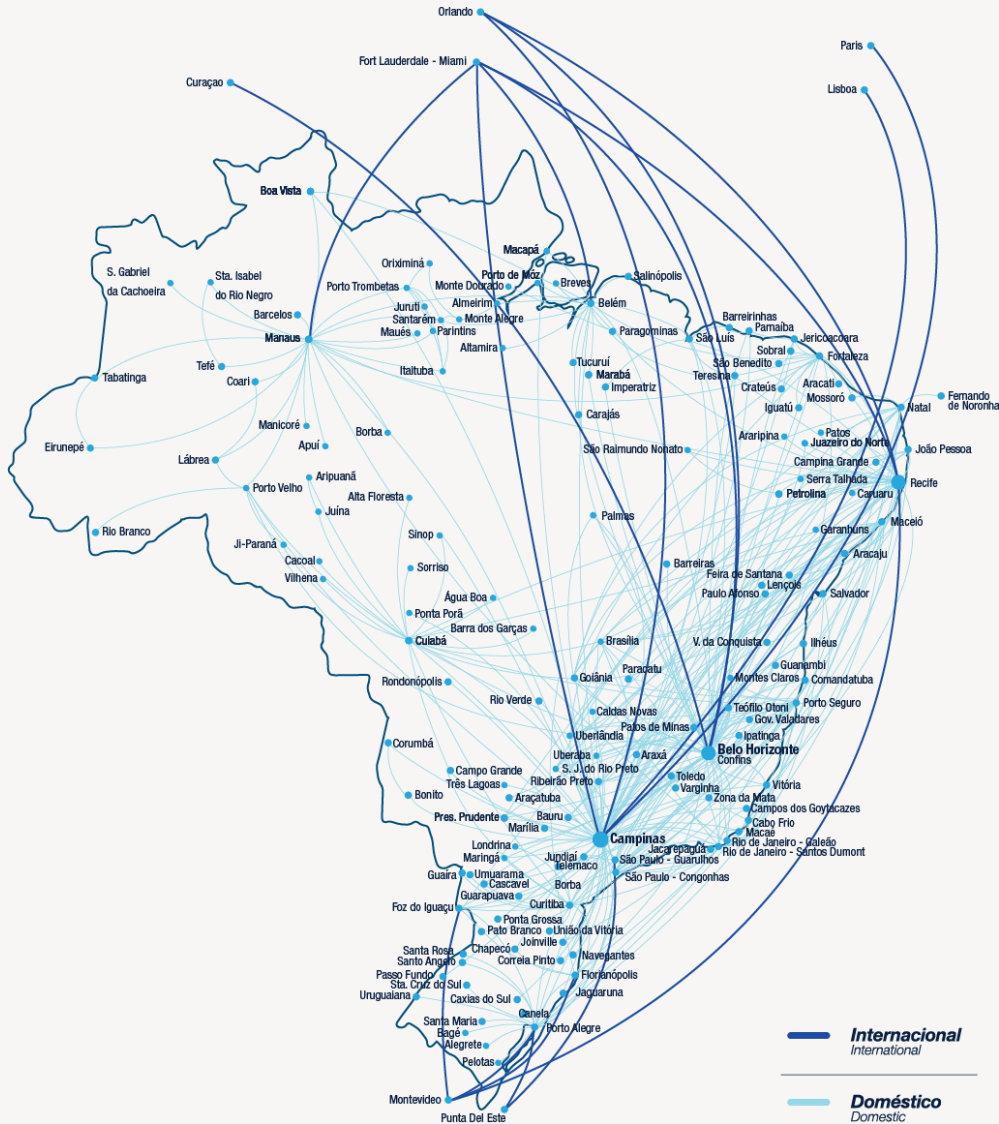 Orlando
Paris
Fort Lauderdale - Miami
Curaçao
Lisboa
Boa Vista
Macapá
Oriximiná
S. Gabriel
da Cachoeira
Sta. Isabel
do Rio Negro
Porto Trombetas
Porto de Móz
Monte Dourado
Breves
Salinópolis
Almeirim
Belém
Juruti
Barcelos
Santarém
Monte Alegre
Barreirinhas
Parnaíba
Manaus
Maués
Parintins
Paragominas
São Luís
Jericoacoara
Altamira
Sobral
Fortaleza
Tefé
Itaituba
Tucuruí
São Benedito
Tabatinga
Coari
Marabá
Teresina
Imperatriz
Crateús
Aracati
Mossoró
Fernando
de Noronha
Carajás
Iguatú
Natal
Manicoré
Borba
Araripina
Patos
Eirunepé
Apuí
São Raimundo Nonato
Juazeiro do Norte
João Pessoa
Lábrea
Campina Grande
Porto Velho
Aripuanã
Serra Talhada
Recife
Alta Floresta
Petrolina
Caruaru
Juína
Palmas
Rio Branco
Sinop
Garanhuns
Maceió
Ji-Paraná
Aracaju
Cacoal
Sorriso
Barreiras
Vilhena
Feira de Santana
Lençois
Água Boa
Paulo Afonso
Salvador
Ponta Porã
Barra dos Garças
Cuiabá
Brasília
V. da Conquista
Ilhéus
Guanambi
Rondonópolis
Goiânia
Paracatu
Montes Claros
Comandatuba
Rio Verde
Caldas Novas
Teófilo Otoni
Porto Seguro
Patos de Minas
Gov. Valadares
Uberlândia
Ipatinga
Corumbá
Belo Horizonte
Confins
Uberaba
Araxá
Campo Grande
S. J. do Rio Preto
Toledo
Três Lagoas
Ribeirão Preto
Varginha
Vitória
Bonito
Araçatuba
Zona da Mata
Campos dos Goytacazes
Pres. Prudente
Bauru
Cabo Frio
Marília
Macaé
Campinas
Rio de Janeiro - Galeão
Londrina
Jacarepaguá
Rio de Janeiro - Santos Dumont
Maringá
Jundiaí
São Paulo - Guarulhos
Telêmaco
Borba
Guaira
Umuarama
São Paulo - Congonhas
Cascavel
Guarapuava
Curitiba
Foz do Iguaçu
Ponta Grossa
Pato Branco
União da Vitória
Joinville
Santa Rosa
Chapecó
Navegantes
Santo Angelo
Correia Pinto
Passo Fundo
Florianópolis
Sta. Cruz do Sul
Uruguaiana
Caxias do Sul
Jaguaruna
Canela
Santa Maria
Porto Alegre
Bagé
Alegrete
Pelotas
Montevideo
Punta Del Este
Internacional
International
Doméstico
Domestic